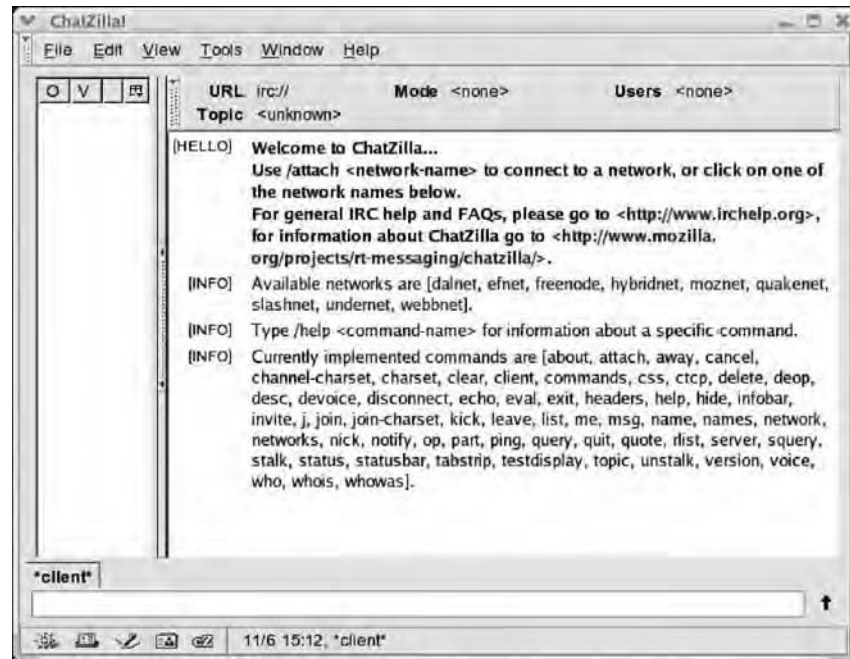 ChatZilla!
File Edit View Tools Window Help
O V
URL irc:// Mode <none> Users <none>
Topic <unknown>
[HELLO] Welcome to ChatZilla...
Use /attach <network-name> to connect to a network, or click on one of
the network names below.
For general IRC help and FAQs, please go to <http://www.irchelp.org>,
for information about ChatZilla go to <http://www.mozilla.
org/projects/rt-messaging/chatzilla/>.
[INFO] Available networks are [dalnet, efnet, freenode, hybridnet, moznet, quakenet,
slashnet, undernet, webbnet].
[INFO] Type /help <command-name> for information about a specific command.
[INFO] Currently implemented commands are [about, attach, away, cancel,
channel-charset, charset, clear, client, commands, css, ctcp, delete, deop,
desc, devoice, disconnect, echo, eval, exit, headers, help, hide, infobar,
invite, j, join, join-charset, kick, leave, list, me, msg, name, names, network,
networks, nick, notify, op, part, ping, query, quit, quote, rlist, server, squery,
stalk, status, statusbar, tabstrip, testdisplay, topic, unstalk, version, voice,
who, whois, whowas].
*client*
11/6 15:12, *client*